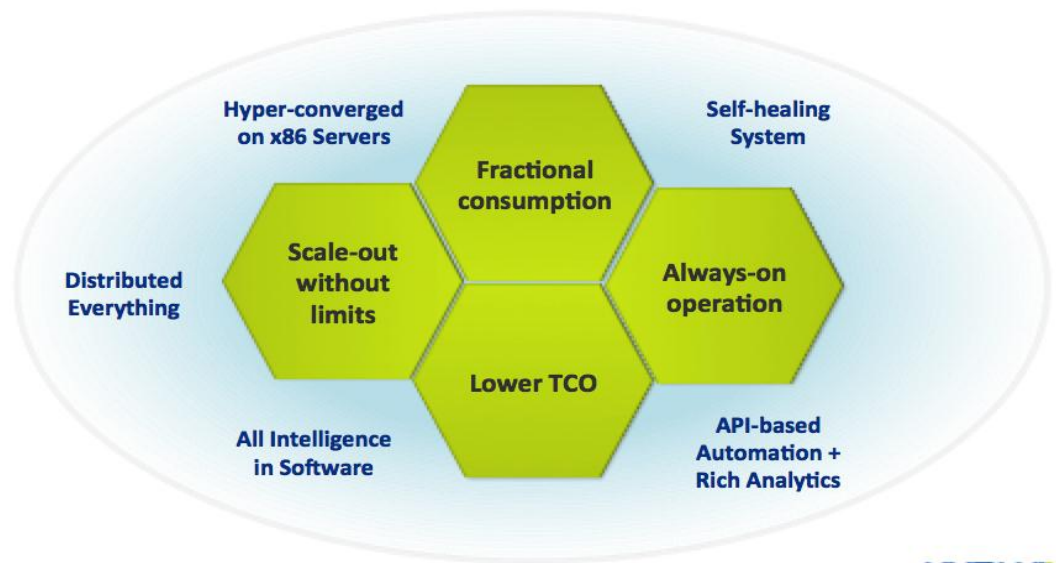 Hyper-converged
on x86 Servers
Self-healing
System
Fractional
consumption
Scale-out
without
limits
Always-on
operation
Distributed
Everything
Lower TCO
All Intelligence
in Software
API-based
Automation +
Rich Analytics